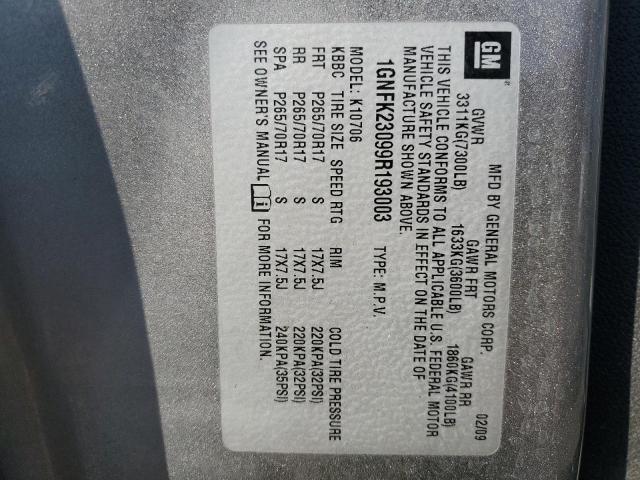 GM
MFD BY GENERAL MOTORS CORP. 02/09
GVWR GAWR FRT GAWR RR
3311KG(7300LB) 1633KG(3600LB) 1860KG(4100LB)
THIS VEHICLE CONFORMS TO ALL APPLICABLE U.S. FEDERAL MOTOR
VEHICLE SAFETY STANDARDS IN EFFECT ON THE DATE OF
MANUFACTURE SHOWN ABOVE.
1GNFK23099R193003 TYPE: M.P.V.
MODEL: K10706
KBBC TIRE SIZE SPEED RTG RIM COLD TIRE PRESSURE
FRT P265/70R17 S 17X7.5J 220KPA(32PSI)
RR P265/70R17 S 17X7.5J 220KPA(32PSI)
SPA P265/70R17 S 17X7.5J 240KPA(35PSI)
SEE OWNER'S MANUAL FOR MORE INFORMATION.